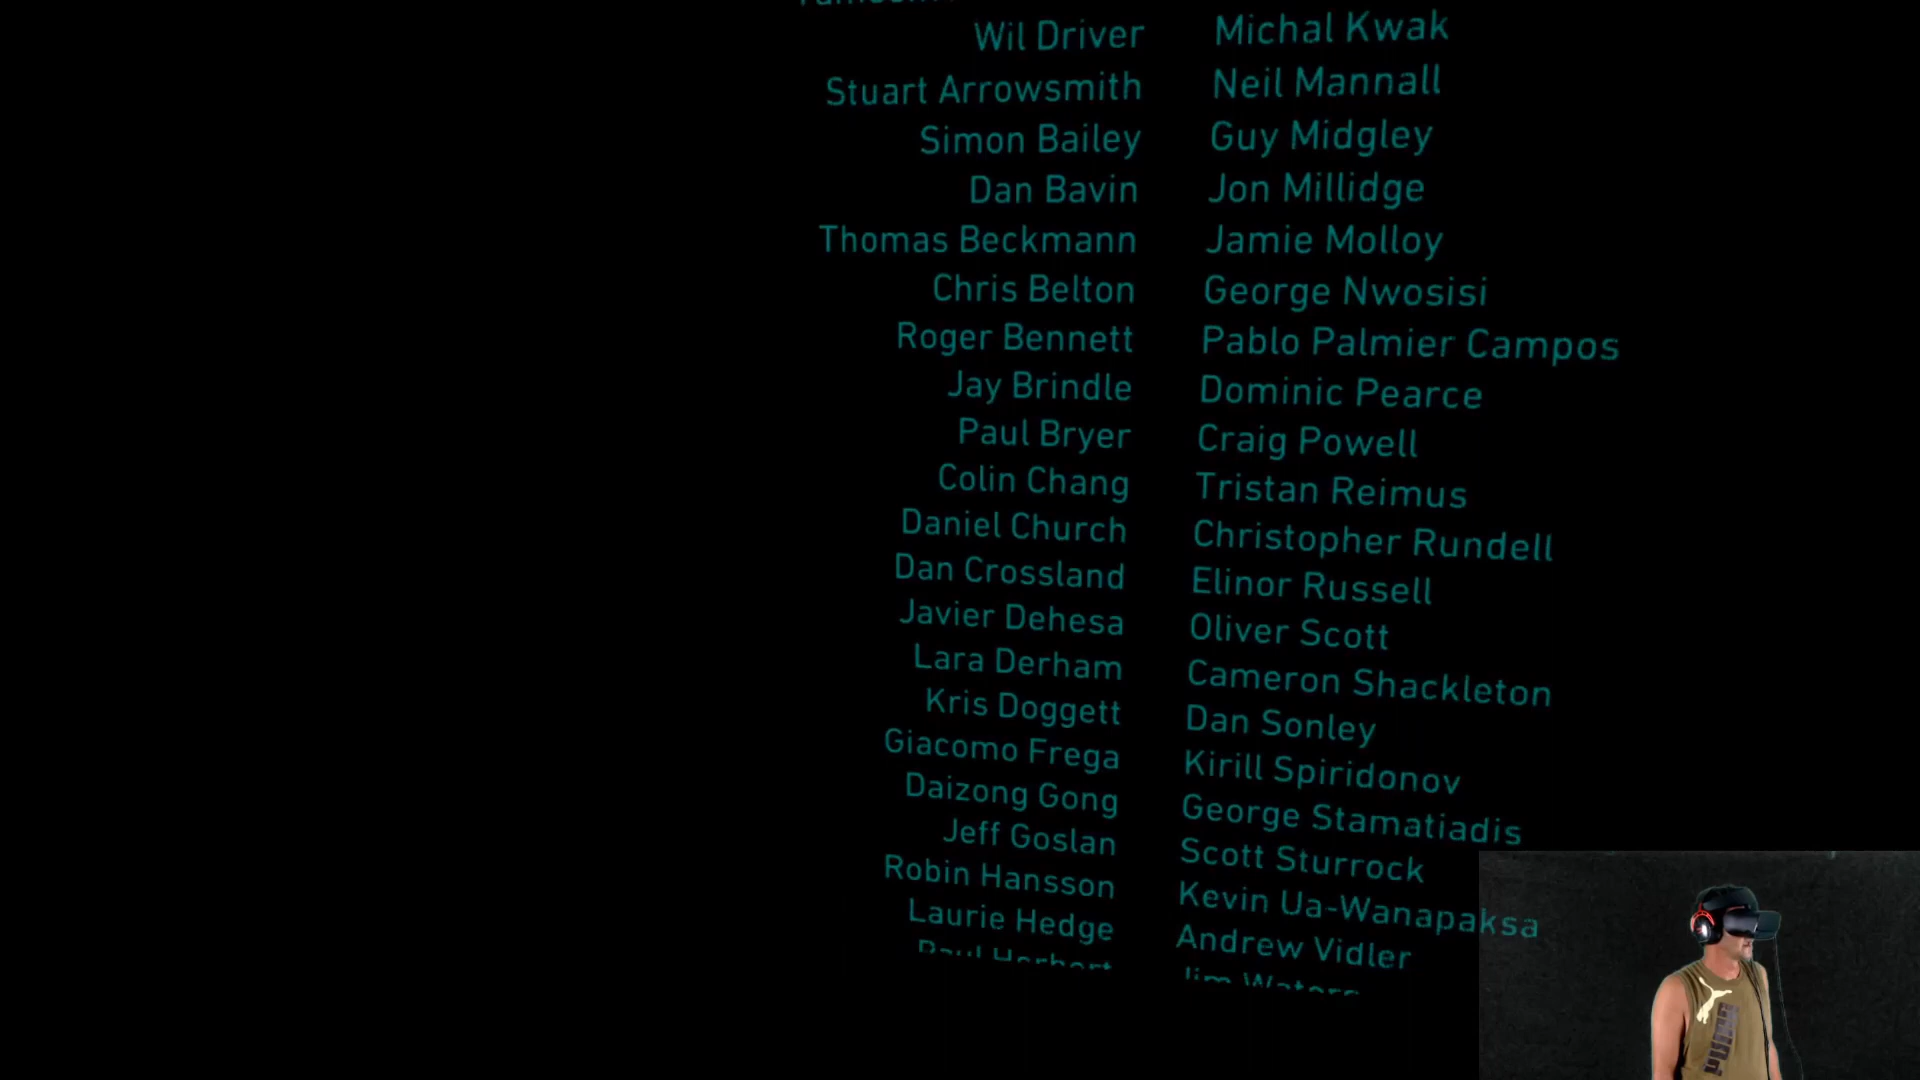 Wil Driver Michal Kwak
Stuart Arrowsmith Neil Mannall
Simon Bailey Guy Midgley
Dan Bavin Jon Millidge
Thomas Beckmann Jamie Molloy
Chris Belton George Nwosisi
Roger Bennett Pablo Palmier Campos
Jay Brindle Dominic Pearce
Paul Bryer Craig Powell
Colin Chang Tristan Reimus
Daniel Church Christopher Rundell
Dan Crossland Elinor Russell
Javier Dehesa Oliver Scott
Lara Derham Cameron Shackleton
Kris Doggett Dan Sonley
Giacomo Frega Kirill Spiridonov
Daizong Gong George Stamatiadis
Jeff Goslan Scott Sturrock
Robin Hansson Kevin Ua-Wanapaksa
Laurie Hedge Andrew Vidler
Paul Herbert Jim Waters